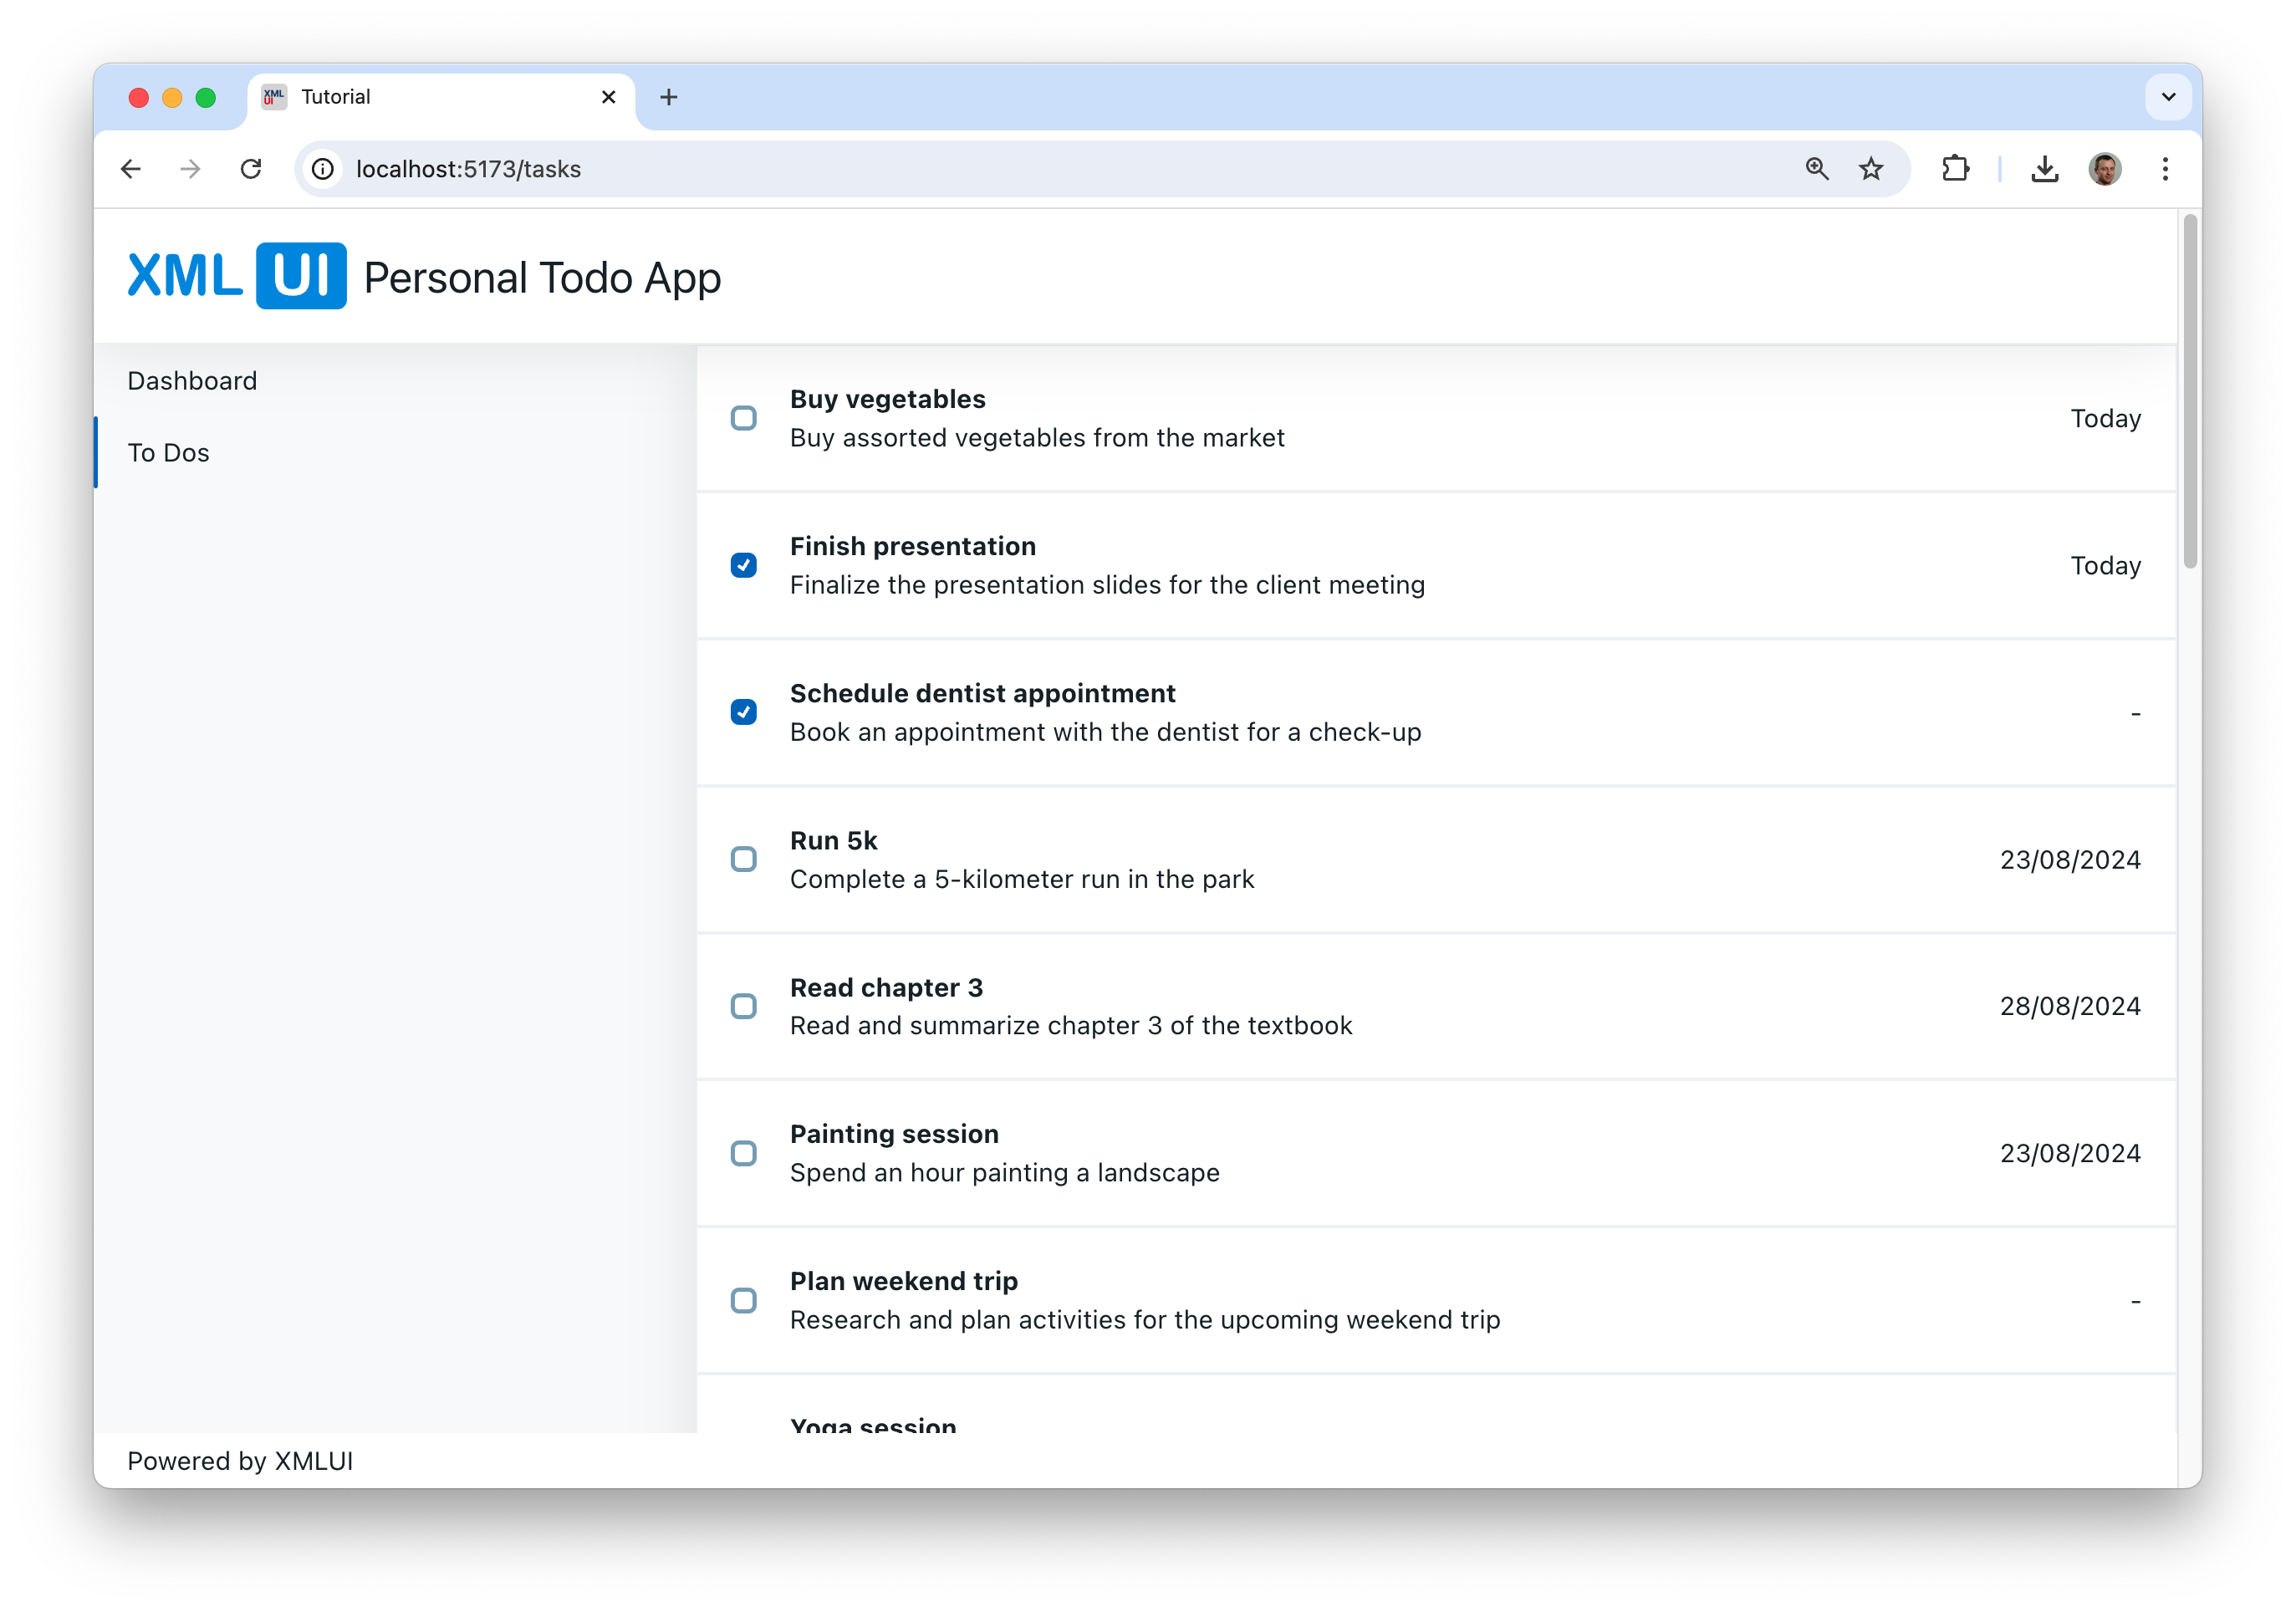 XML UI
Tutorial
localhost:5173/tasks
XML UI Personal Todo App
Dashboard
To Dos
Buy vegetables
Buy assorted vegetables from the market
Today
Finish presentation
Finalize the presentation slides for the client meeting
Today
Schedule dentist appointment
Book an appointment with the dentist for a check-up
-
Run 5k
Complete a 5-kilometer run in the park
23/08/2024
Read chapter 3
Read and summarize chapter 3 of the textbook
28/08/2024
Painting session
Spend an hour painting a landscape
23/08/2024
Plan weekend trip
Research and plan activities for the upcoming weekend trip
-
Yoga session
Powered by XMLUI